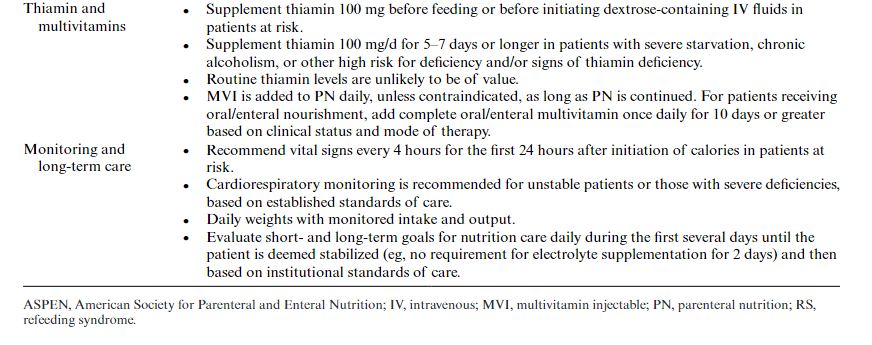 Thiamin and
multivitamins
• Supplement thiamin 100 mg before feeding or before initiating dextrose-containing IV fluids in
patients at risk.
• Supplement thiamin 100 mg/d for 5–7 days or longer in patients with severe starvation, chronic
alcoholism, or other high risk for deficiency and/or signs of thiamin deficiency.
• Routine thiamin levels are unlikely to be of value.
• MVI is added to PN daily, unless contraindicated, as long as PN is continued. For patients receiving
oral/enteral nourishment, add complete oral/enteral multivitamin once daily for 10 days or greater
based on clinical status and mode of therapy.
Monitoring and
long-term care
• Recommend vital signs every 4 hours for the first 24 hours after initiation of calories in patients at
risk.
• Cardiorespiratory monitoring is recommended for unstable patients or those with severe deficiencies,
based on established standards of care.
• Daily weights with monitored intake and output.
• Evaluate short- and long-term goals for nutrition care daily during the first several days until the
patient is deemed stabilized (eg, no requirement for electrolyte supplementation for 2 days) and then
based on institutional standards of care.
ASPEN, American Society for Parenteral and Enteral Nutrition; IV, intravenous; MVI, multivitamin injectable; PN, parenteral nutrition; RS,
refeeding syndrome.